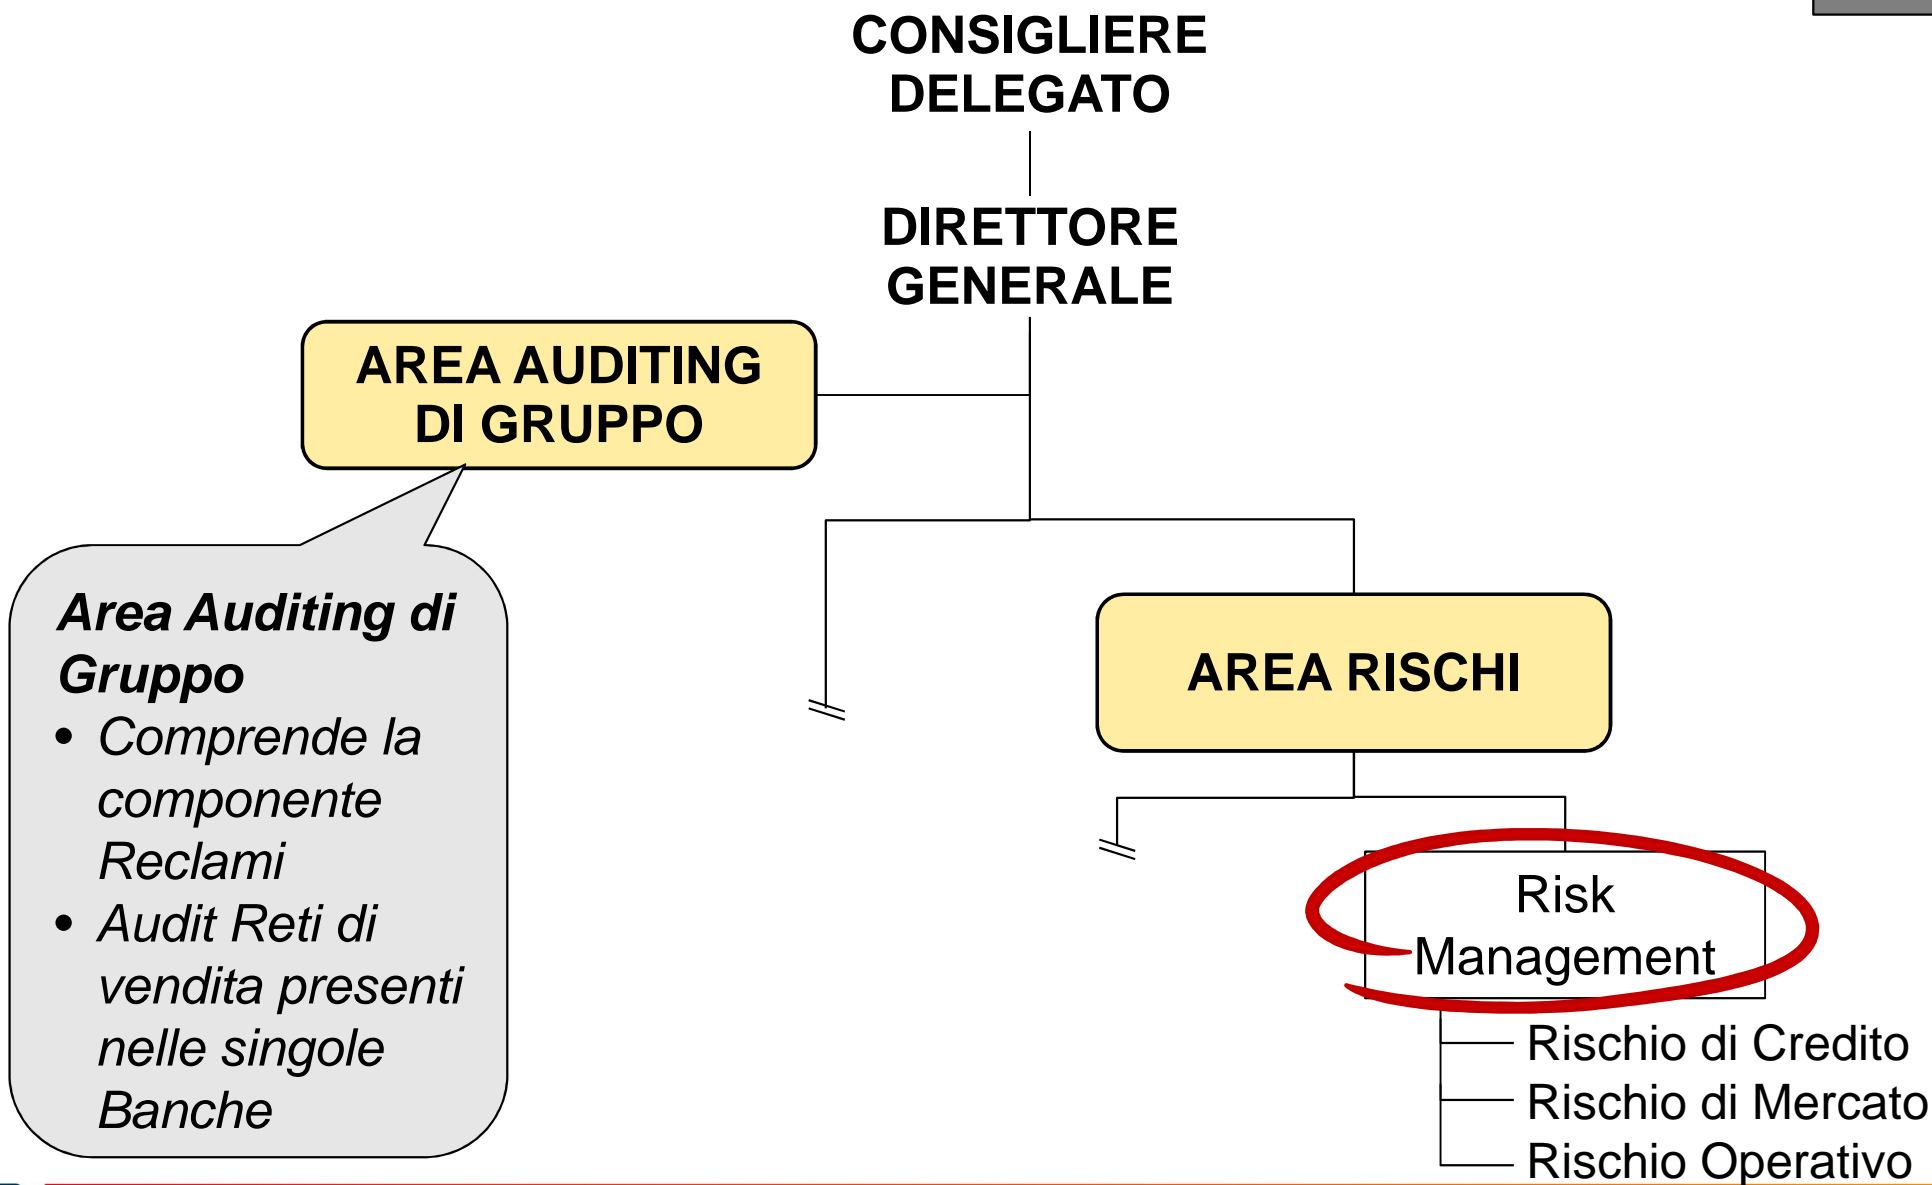 CONSIGLIERE
DELEGATO
DIRETTORE
GENERALE
AREA AUDITING
DI GRUPPO
Area Auditing di
Gruppo
• Comprende la
componente
Reclami
• Audit Reti di
vendita presenti
nelle singole
Banche
AREA RISCHI
Risk
Management
Rischio di Credito
Rischio di Mercato
Rischio Operativo